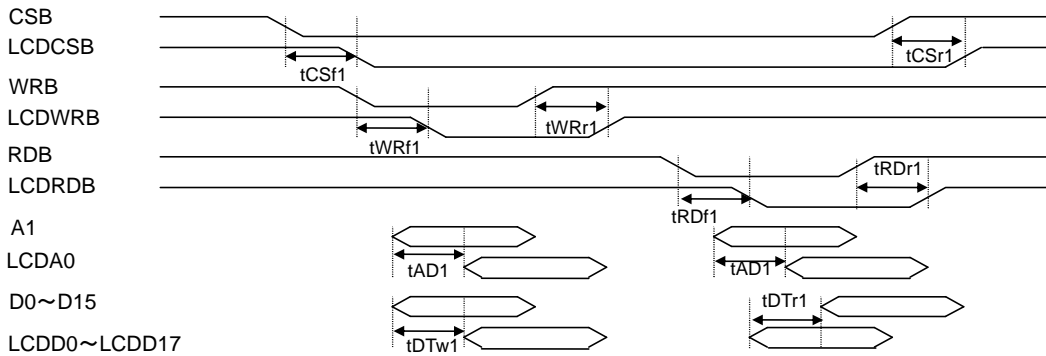 CSB
LCDCSB
tCSf1
tCSr1
WRB
LCDWRB
tWRf1
tWRr1
RDB
LCDRDB
tRDf1
tRDr1
A1
LCDA0
tAD1
tAD1
D0～D15
tDTr1
LCDD0～LCDD17
tDTw1